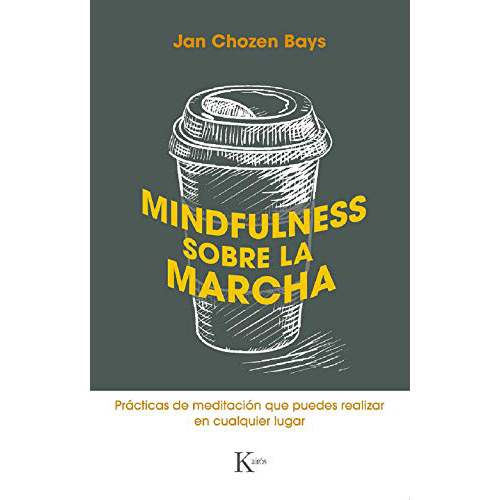 Jan Chozen Bays
MINDFULNESS
SOBRE LA
MARCHA
Prácticas de meditación que puedes realizar
en cualquier lugar
Kairós